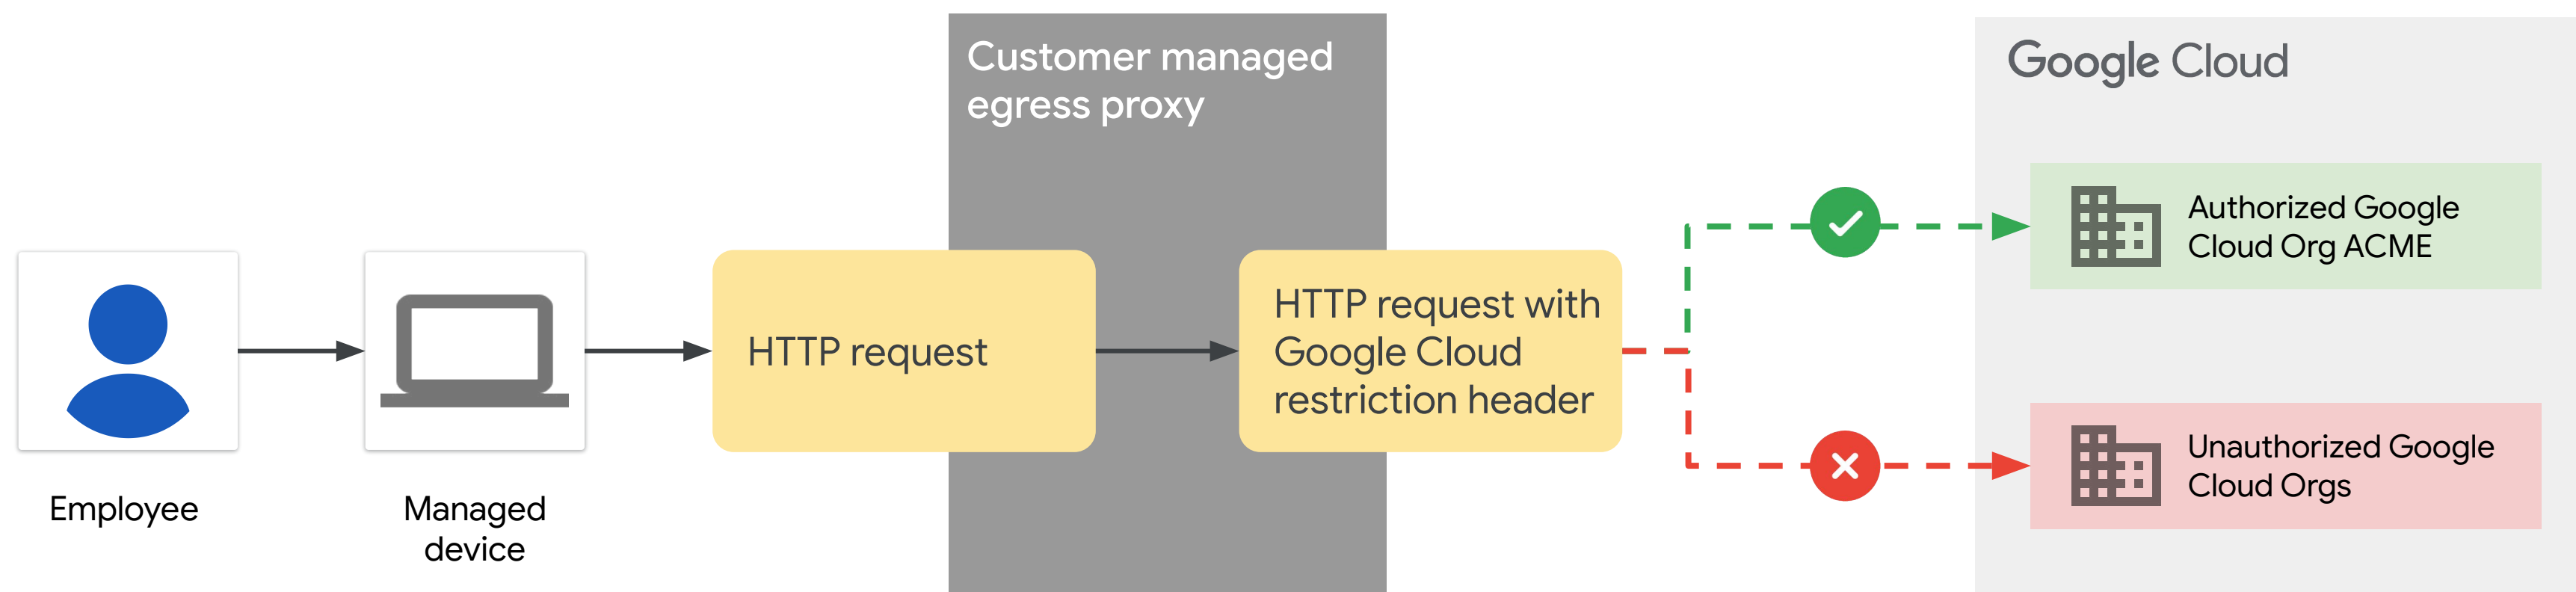 Customer managed
egress proxy
Google Cloud
Employee
Managed
device
HTTP request
HTTP request with
Google Cloud
restriction header
Authorized Google
Cloud Org ACME
Unauthorized Google
Cloud Orgs